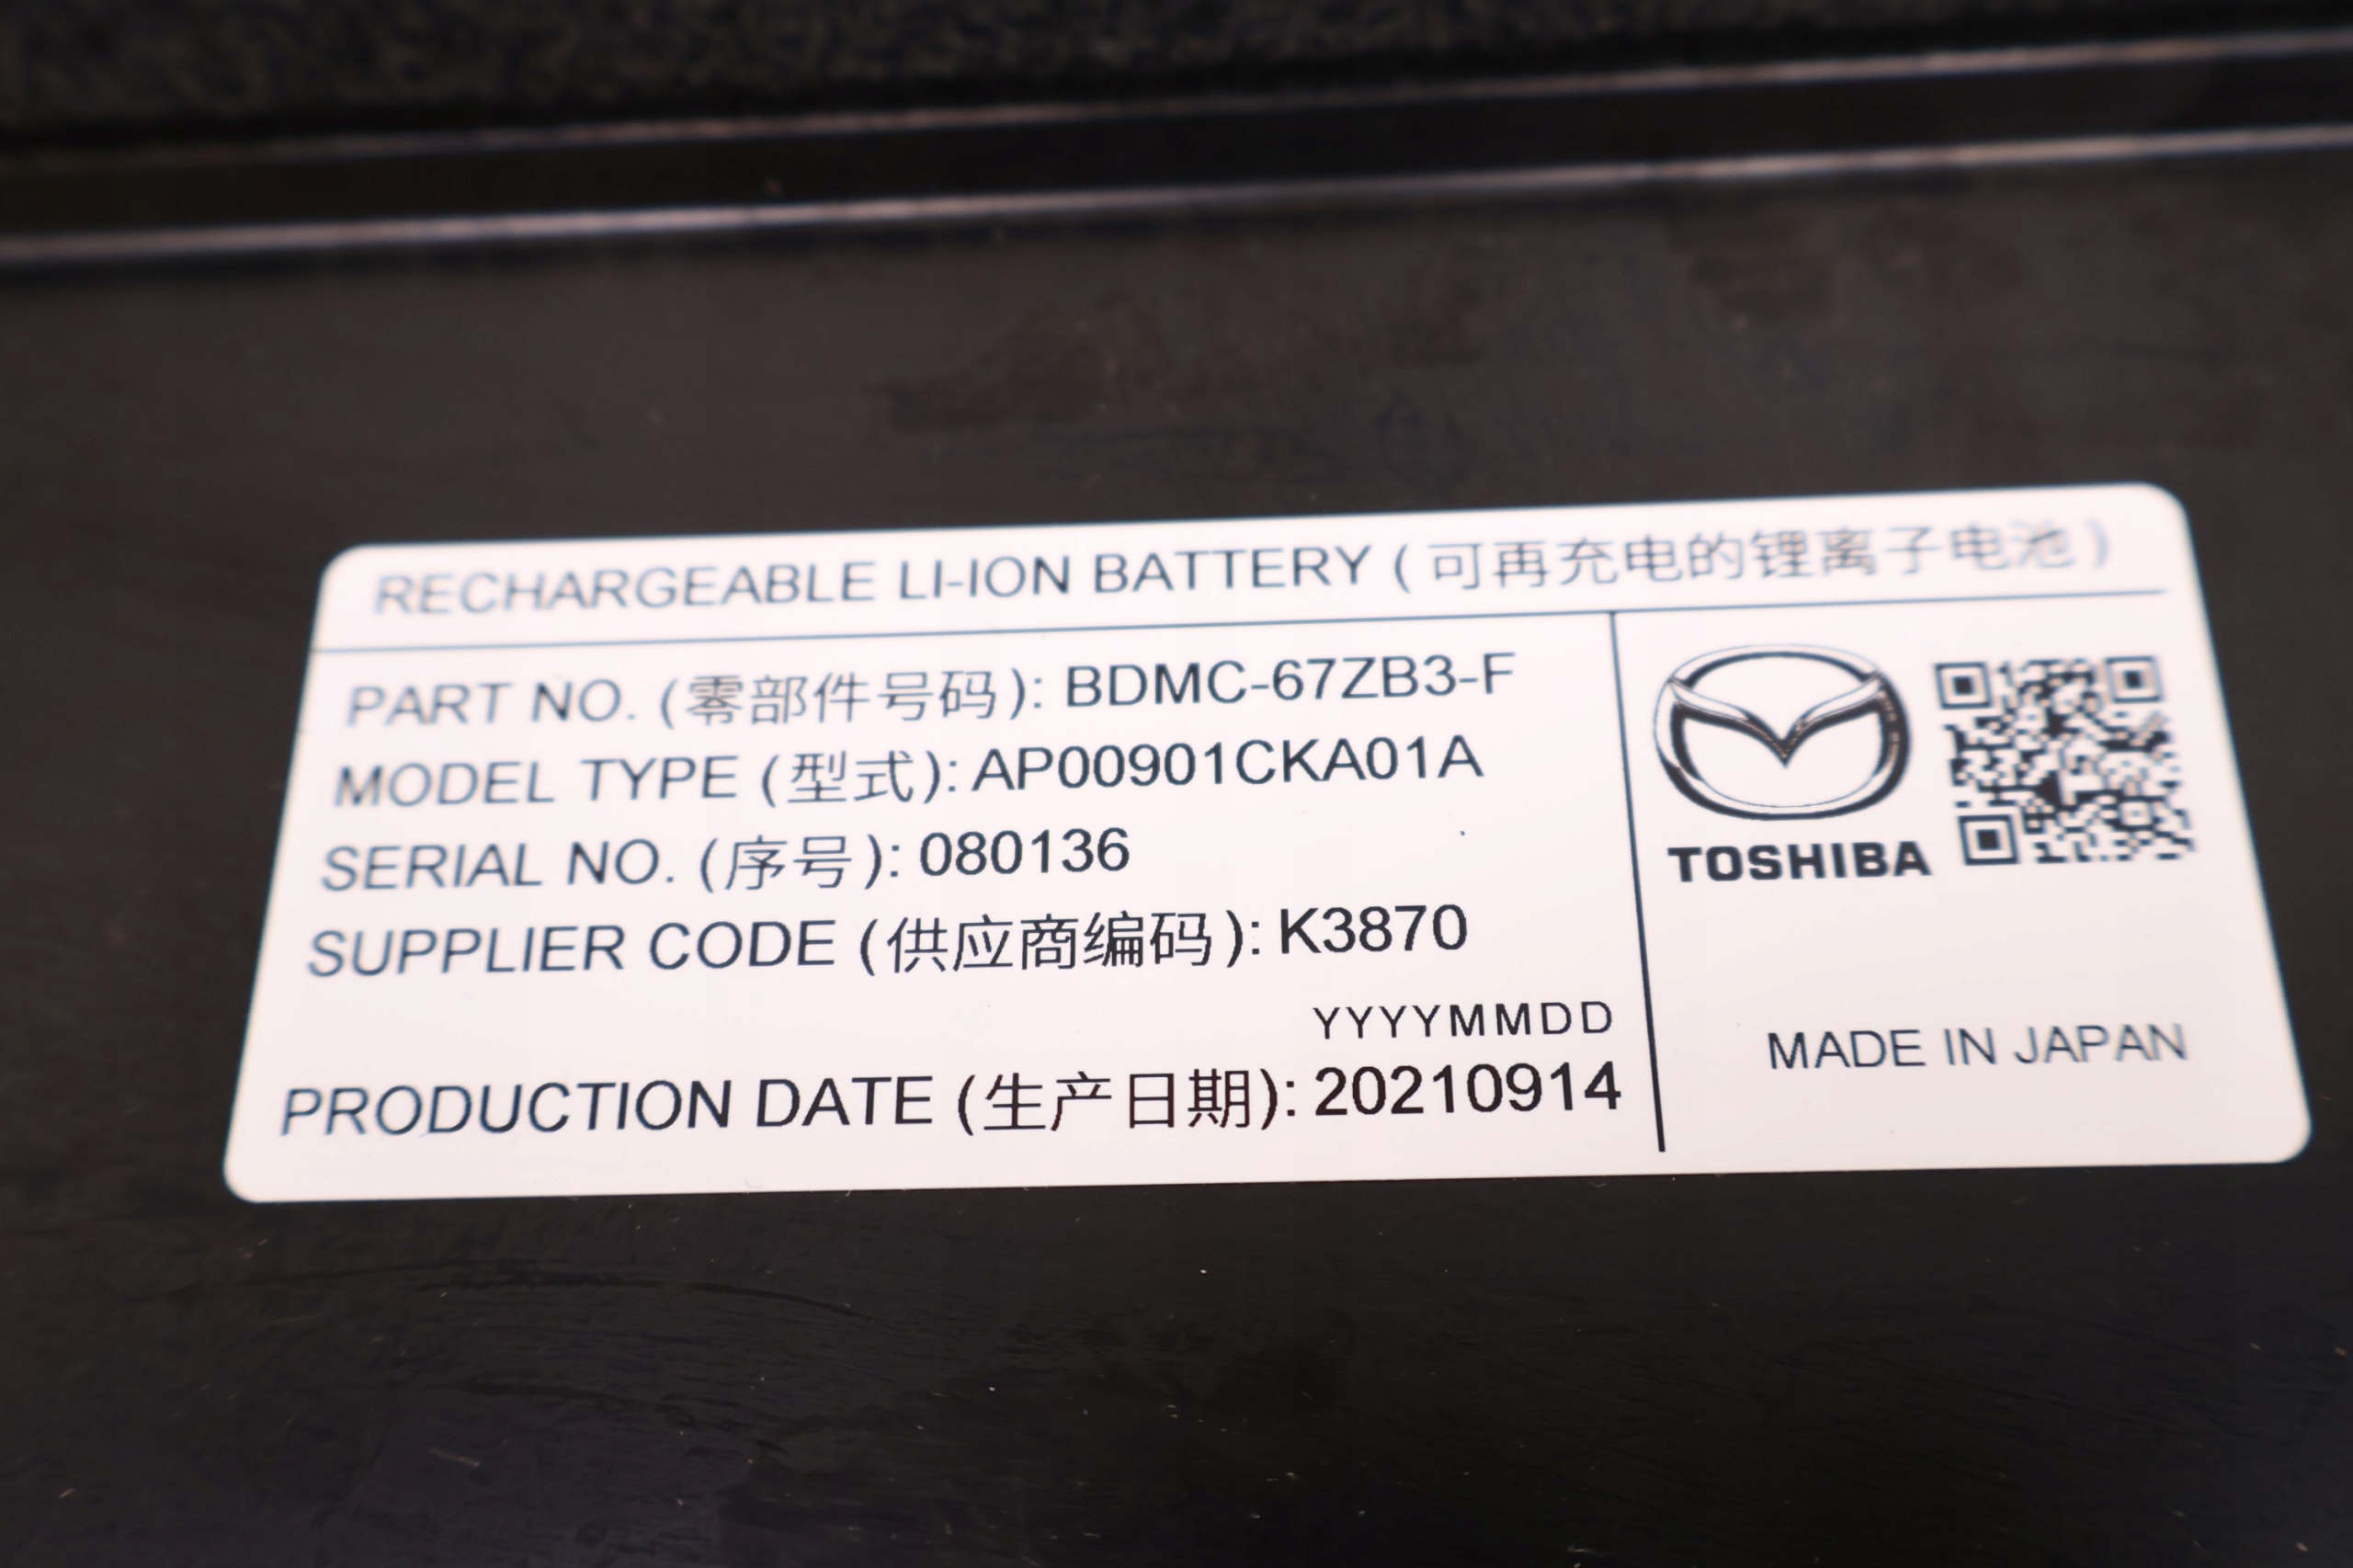 RECHARGEABLE LI-ION BATTERY (可再充电的锂离子电池)
PART NO. (零部件号码): BDMC-67ZB3-F
MODEL TYPE (型式): AP00901CKA01A
SERIAL NO. (序号): 080136
SUPPLIER CODE (供应商编码): K3870
YYYYMMDD
PRODUCTION DATE (生产日期): 20210914
TOSHIBA
MADE IN JAPAN